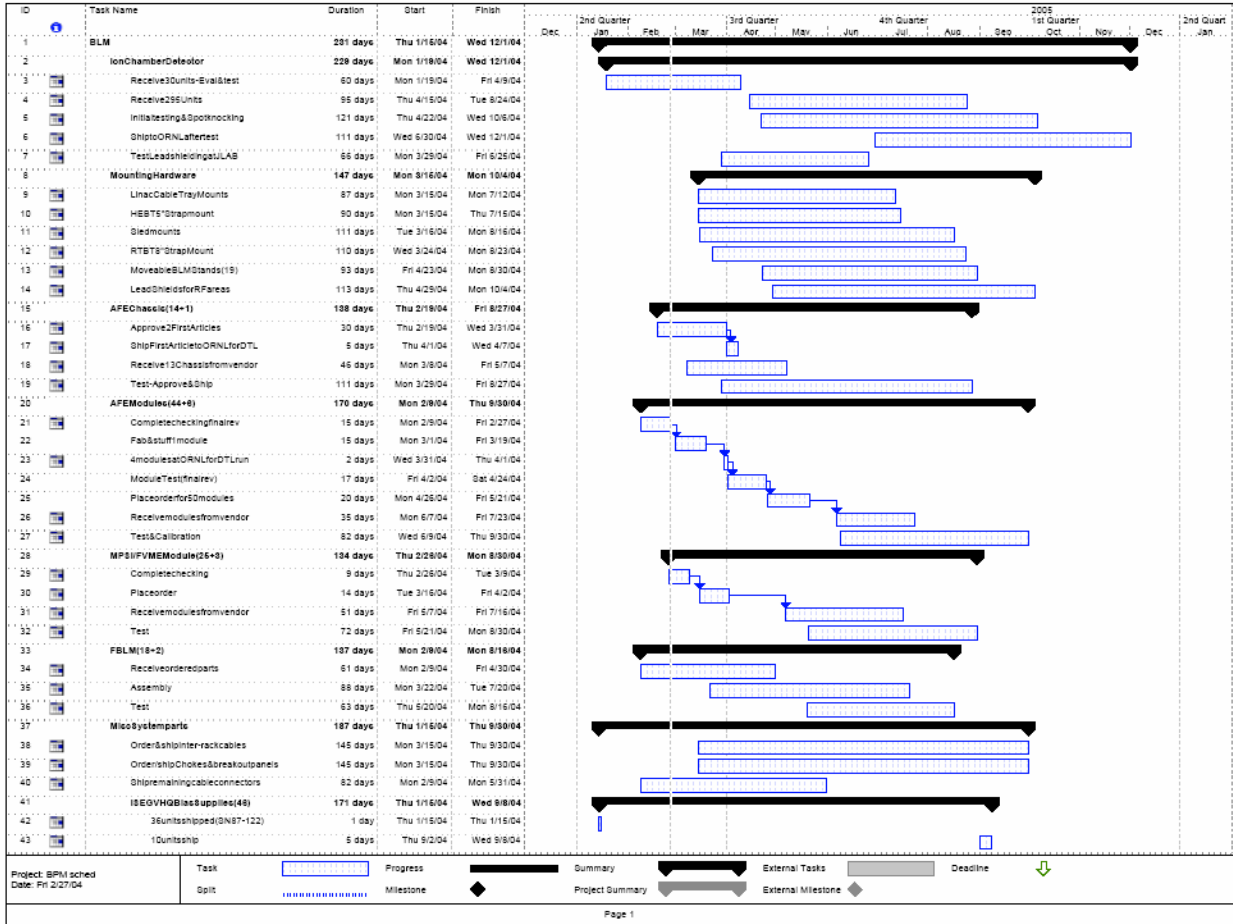 ID Task Name Duration Start Finish 2005
2nd Quarter 3rd Quarter 4th Quarter 1st Quarter 2nd Quart
Dec Jan Feb Mar Apr May Jun Jul Aug Sep Oct Nov Dec Jan
1 BLM 231 days Thu 1/15/04 Wed 12/1/04
2 IonChamberDetector 229 days Mon 1/19/04 Wed 12/1/04
3 Receive30units-Eval&test 60 days Mon 1/19/04 Fri 4/9/04
4 Receive295Units 95 days Thu 4/15/04 Tue 8/24/04
5 Initialtesting&Spotknocking 121 days Thu 4/22/04 Wed 10/6/04
6 ShiptoORNLaftertest 111 days Wed 6/30/04 Wed 12/1/04
7 TestLeadshieldingatJLAB 66 days Mon 3/29/04 Fri 6/25/04
8 MountingHardware 147 days Mon 3/15/04 Mon 10/4/04
9 LinacCableTrayMounts 87 days Mon 3/15/04 Mon 7/12/04
10 HEBT5"Strapmount 90 days Mon 3/15/04 Thu 7/15/04
11 Sledmounts 111 days Tue 3/16/04 Mon 8/16/04
12 RTBT8"StrapMount 110 days Wed 3/24/04 Mon 8/23/04
13 MoveableBLMStands(19) 93 days Fri 4/23/04 Mon 8/30/04
14 LeadShieldsforRFareas 113 days Thu 4/29/04 Mon 10/4/04
15 AFEChassis(14+1) 138 days Thu 2/19/04 Fri 8/27/04
16 Approve2FirstArticles 30 days Thu 2/19/04 Wed 3/31/04
17 ShipFirstArticletoORNLforDTL 5 days Thu 4/1/04 Wed 4/7/04
18 Receive13Chassisfromvendor 45 days Mon 3/8/04 Fri 5/7/04
19 Test-Approve&Ship 111 days Mon 3/29/04 Fri 8/27/04
20 AFEModules(44+6) 170 days Mon 2/9/04 Thu 9/30/04
21 Completecheckingfinalrev 15 days Mon 2/9/04 Fri 2/27/04
22 Fab&stuff1module 15 days Mon 3/1/04 Fri 3/19/04
23 4modulesatORNLforDTLrun 2 days Wed 3/31/04 Thu 4/1/04
24 ModuleTest(finalrev) 17 days Fri 4/2/04 Sat 4/24/04
25 Placeorderfor50modules 20 days Mon 4/26/04 Fri 5/21/04
26 Receivemodulesfromvendor 35 days Mon 6/7/04 Fri 7/23/04
27 Test&Calibration 82 days Wed 6/9/04 Thu 9/30/04
28 MPSI/FVMEModule(25+3) 134 days Thu 2/26/04 Mon 8/30/04
29 Completechecking 9 days Thu 2/26/04 Tue 3/9/04
30 Placeorder 14 days Tue 3/16/04 Fri 4/2/04
31 Receivemodulesfromvendor 51 days Fri 5/7/04 Fri 7/16/04
32 Test 72 days Fri 5/21/04 Mon 8/30/04
33 FBLM(18+2) 137 days Mon 2/9/04 Mon 8/16/04
34 Receiveorderedparts 61 days Mon 2/9/04 Fri 4/30/04
35 Assembly 88 days Mon 3/22/04 Tue 7/20/04
36 Test 63 days Thu 5/20/04 Mon 8/16/04
37 MiscSystemparts 187 days Thu 1/15/04 Thu 9/30/04
38 Order&shipinter-rackcables 145 days Mon 3/15/04 Thu 9/30/04
39 Order/shipChokes&breakoutpanels 145 days Mon 3/15/04 Thu 9/30/04
40 Shipremainingcableconnectors 82 days Mon 2/9/04 Mon 5/31/04
41 ISEGVHQBiasSupplies(46) 171 days Thu 1/15/04 Wed 9/8/04
42 36unitsshipped(SN87-122) 1 day Thu 1/15/04 Thu 1/15/04
43 10unitsship 5 days Thu 9/2/04 Wed 9/8/04
Project: BPM sched
Date: Fri 2/27/04
Task Progress Summary External Tasks Deadline
Split Milestone Project Summary External Milestone
Page 1